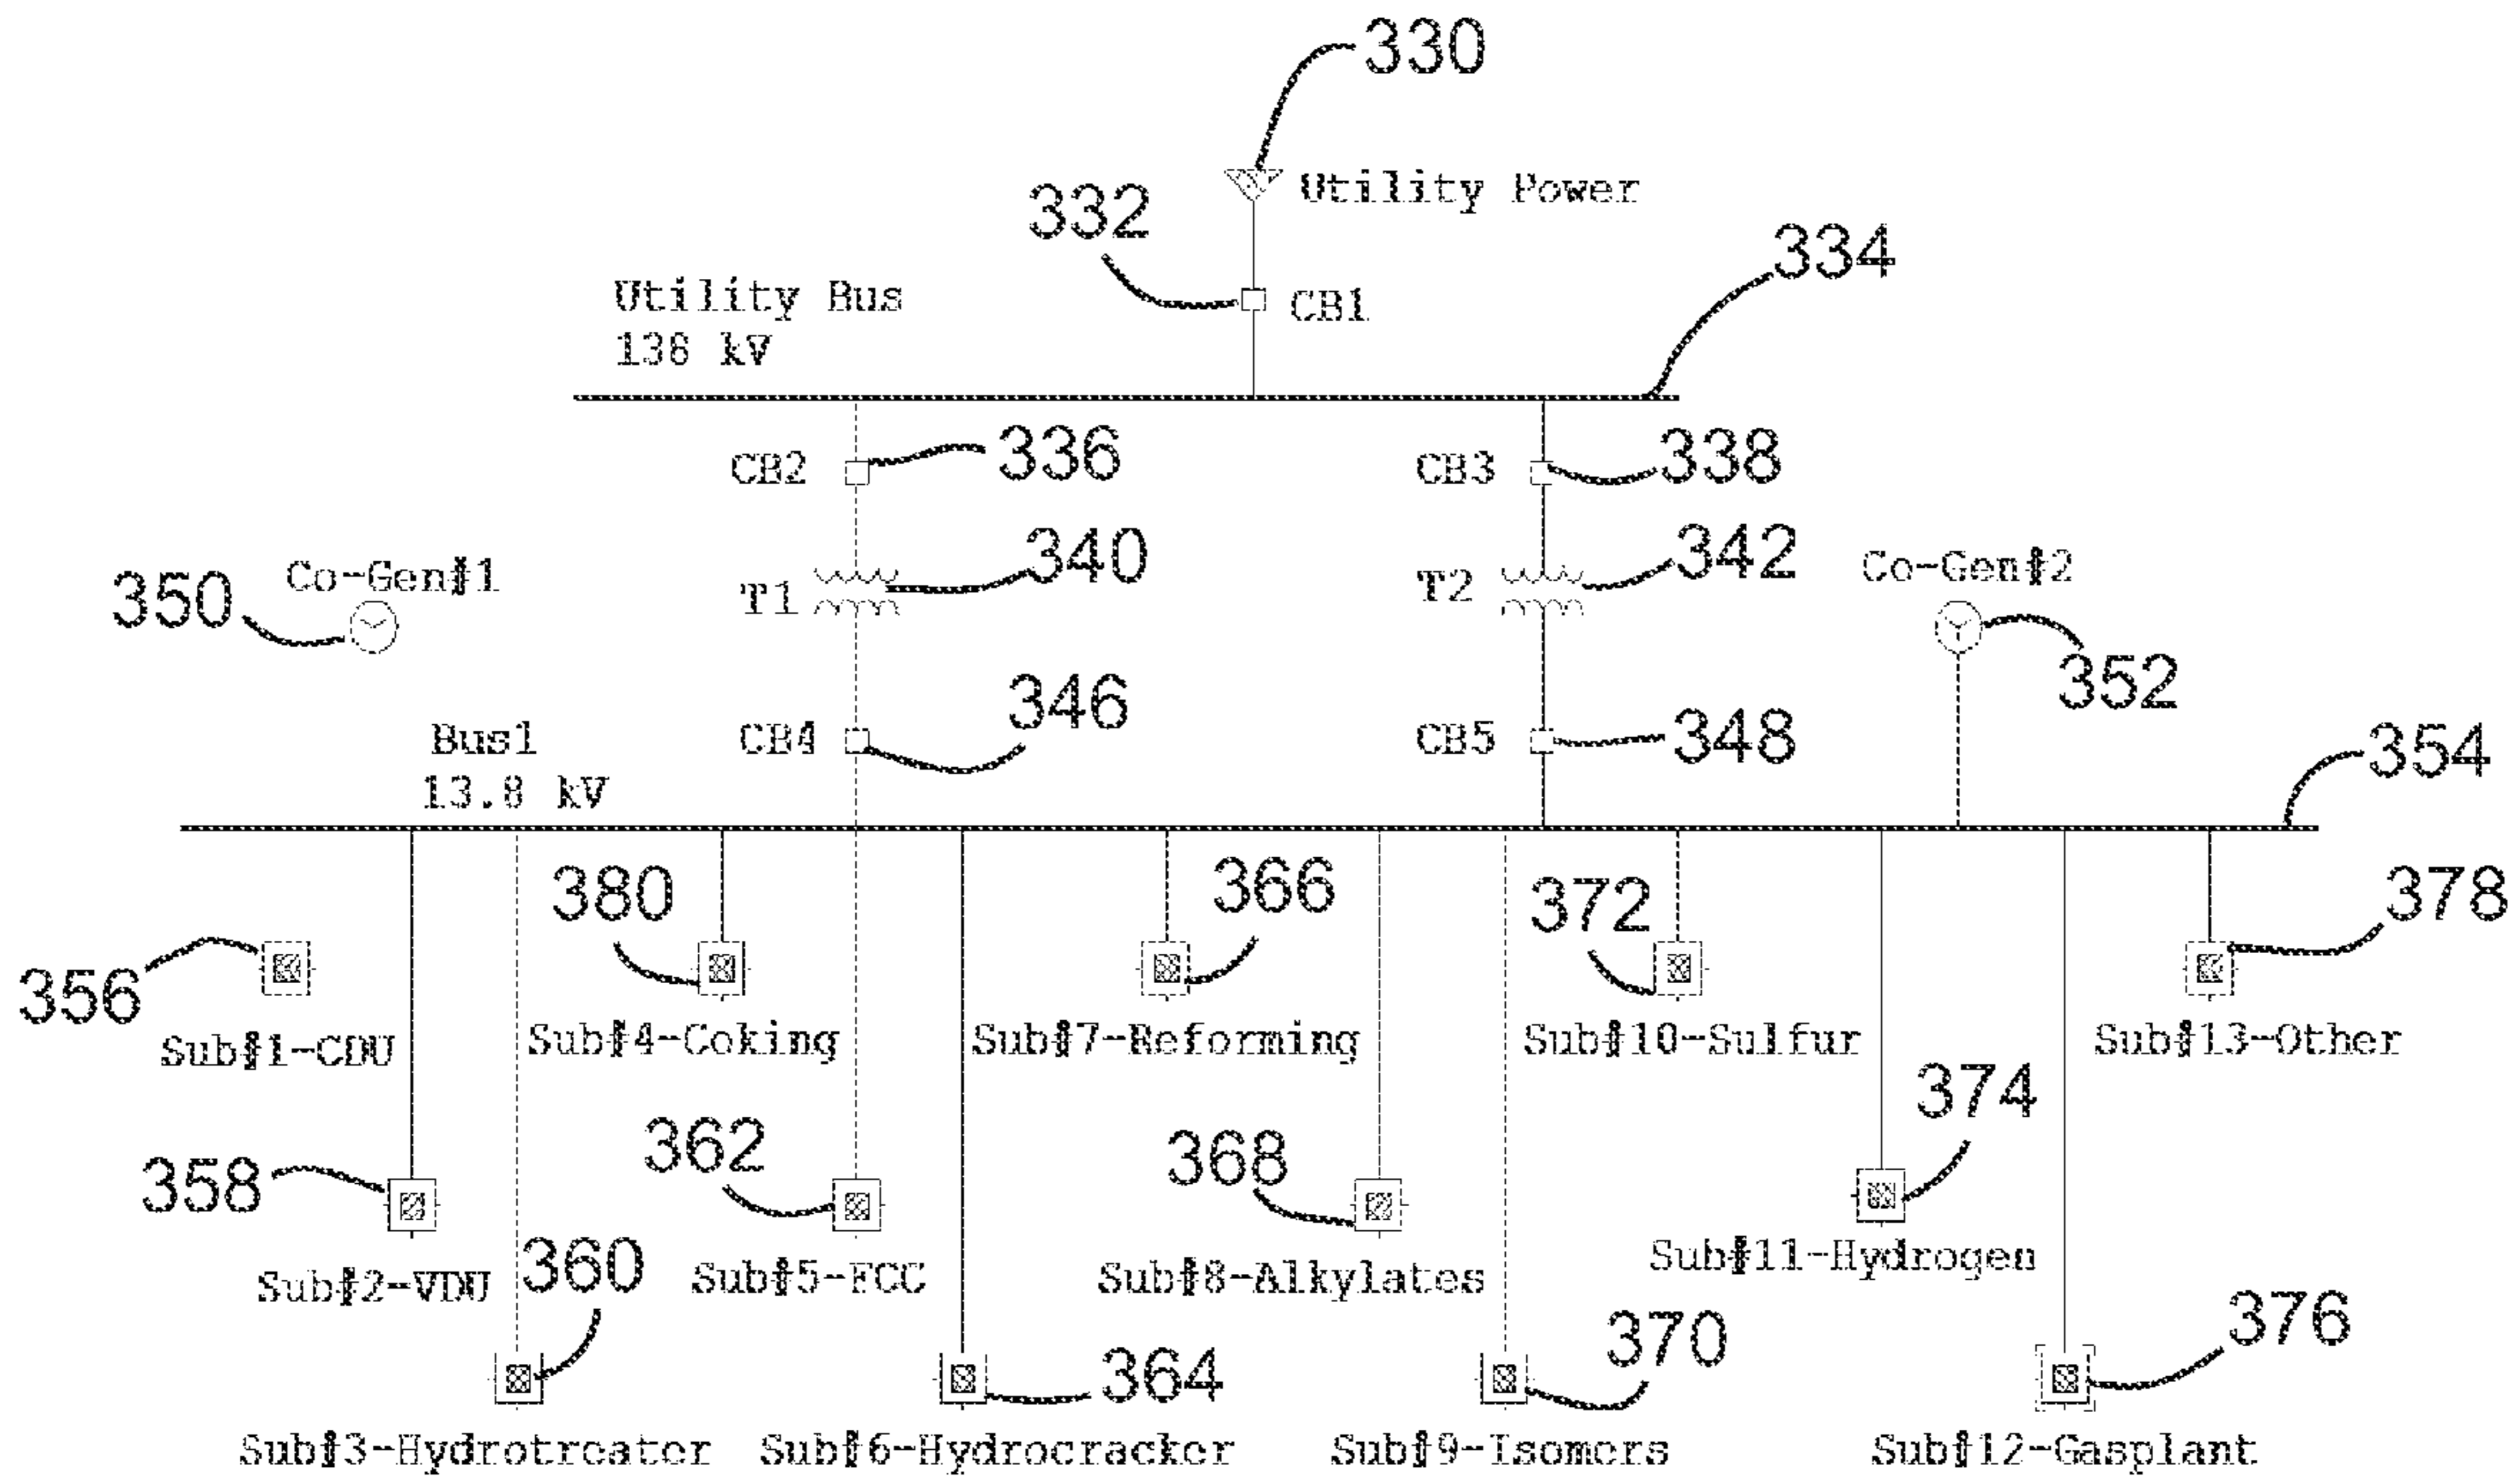 330
Utility Power
332
334
Utility Bus
138 kV
CB1
CB2
336
CB3
338
Co-Gen#1
350
T1
340
T2
342
Co-Gen#2
352
Bus1
13.8 kV
CB4
346
CB5
348
354
380
366
372
378
356
Sub#1-CDU
Sub#4-Coking
Sub#7-Reforming
Sub#10-Sulfur
Sub#13-Other
358
362
368
374
Sub#2-VDU
360
Sub#5-FCC
Sub#8-Alkylates
Sub#11-Hydrogen
364
370
376
Sub#3-Hydrotreater
Sub#6-Hydrocracker
Sub#9-Isomers
Sub#12-Gasplant